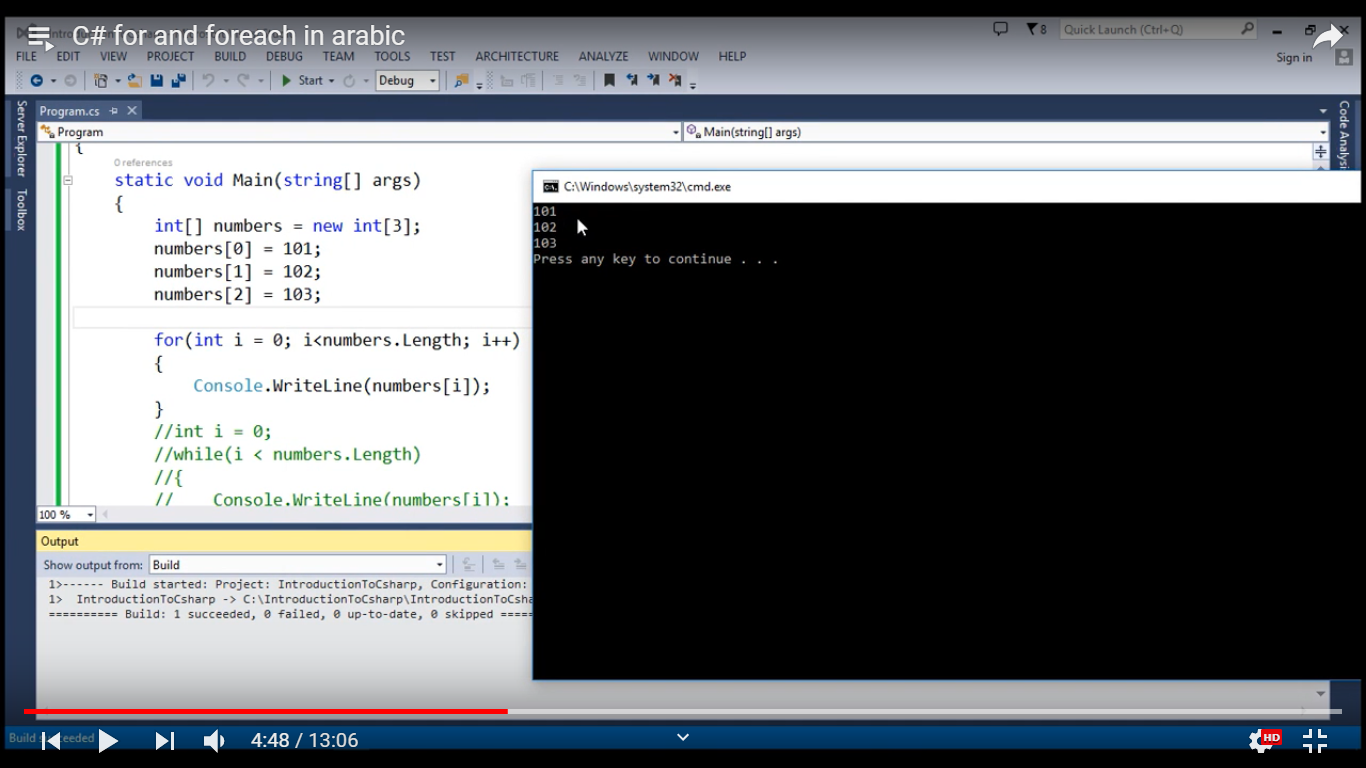 C# for and foreach in arabic
8
Quick Launch (Ctrl+Q)
FILE EDIT VIEW PROJECT BUILD DEBUG TEAM TOOLS TEST ARCHITECTURE ANALYZE WINDOW HELP
Sign in
Start
Debug
Server Explorer
Toolbox
Program.cs
Program
Main(string[] args)
{
0 references
static void Main(string[] args)
{
int[] numbers = new int[3];
numbers[0] = 101;
numbers[1] = 102;
numbers[2] = 103;
for(int i = 0; i<numbers.Length; i++)
{
Console.WriteLine(numbers[i]);
}
//int i = 0;
//while(i < numbers.Length)
//{
// Console.WriteLine(numbers[i]);
100 %
C:\Windows\system32\cmd.exe
101
102
103
Press any key to continue . . .
Output
Show output from: Build
1>------ Build started: Project: IntroductionToCsharp, Configuration:
1> IntroductionToCsharp -> C:\IntroductionToCsharp\IntroductionToCsha
========== Build: 1 succeeded, 0 failed, 0 up-to-date, 0 skipped =====
4:48 / 13:06
HD